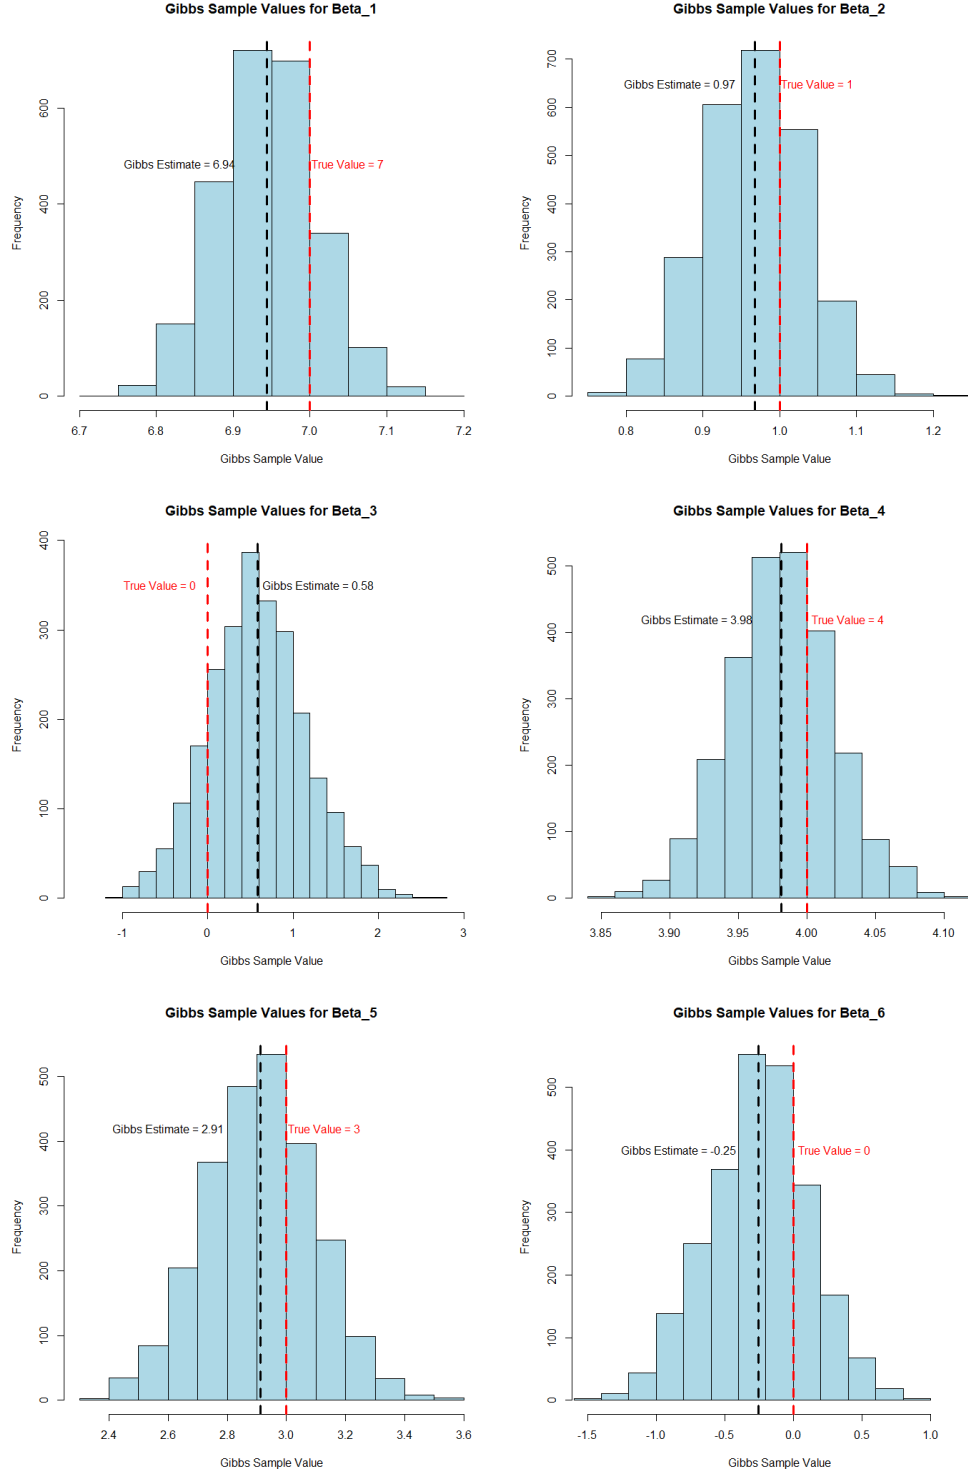 Gibbs Sample Values for Beta_1
Gibbs Estimate = 6.94
True Value = 7
Frequency
0
200
400
600
6.7
6.8
6.9
7.0
7.1
7.2
Gibbs Sample Value
Gibbs Sample Values for Beta_2
Gibbs Estimate = 0.97
True Value = 1
Frequency
0
100
200
300
400
500
600
700
0.8
0.9
1.0
1.1
1.2
Gibbs Sample Value
Gibbs Sample Values for Beta_3
True Value = 0
Gibbs Estimate = 0.58
Frequency
0
100
200
300
400
-1
0
1
2
3
Gibbs Sample Value
Gibbs Sample Values for Beta_4
Gibbs Estimate = 3.98
True Value = 4
Frequency
0
100
200
300
400
500
3.85
3.90
3.95
4.00
4.05
4.10
Gibbs Sample Value
Gibbs Sample Values for Beta_5
Gibbs Estimate = 2.91
True Value = 3
Frequency
0
100
200
300
400
500
2.4
2.6
2.8
3.0
3.2
3.4
3.6
Gibbs Sample Value
Gibbs Sample Values for Beta_6
Gibbs Estimate = -0.25
True Value = 0
Frequency
0
100
200
300
400
500
-1.5
-1.0
-0.5
0.0
0.5
1.0
Gibbs Sample Value